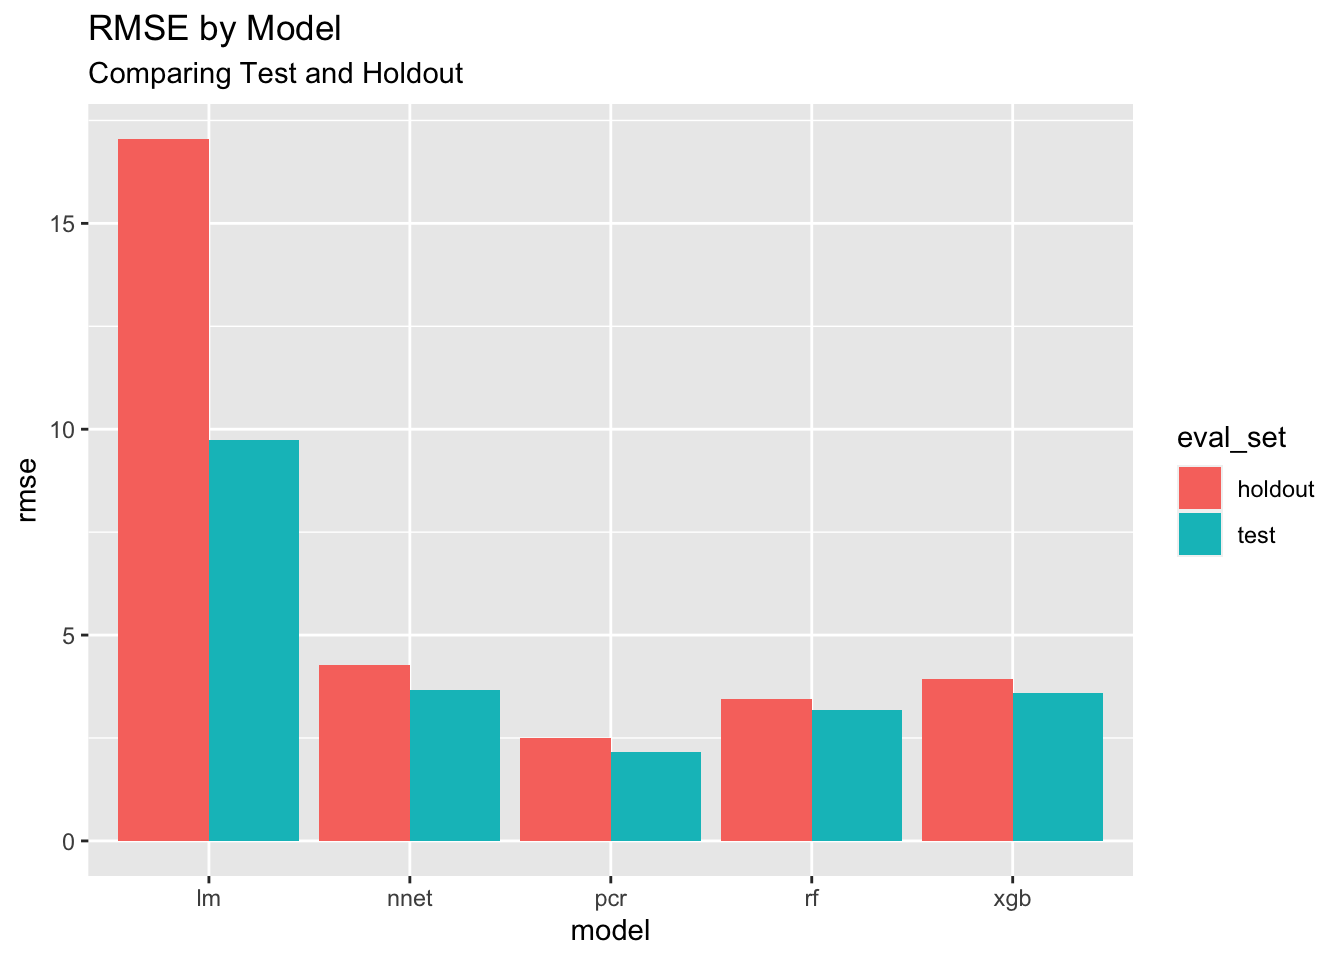 RMSE by Model
Comparing Test and Holdout
15
10
5
0
rmse
lm nnet pcr rf xgb
model
eval_set
holdout
test